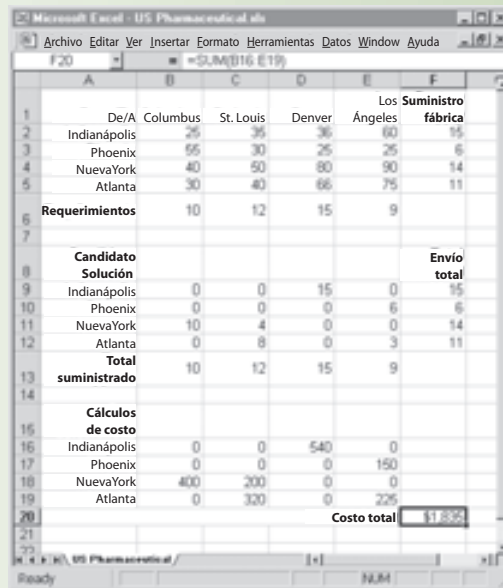 Microsoft Excel - US Pharmaceutical.xls
Archivo Editar Ver Insertar Formato Herramientas Datos Window Ayuda
F20 = =SUM(B16:E19)
A B C D E F
1 De/A Columbus St. Louis Denver Los Ángeles Suministro fábrica
2 Indianápolis 25 35 36 60 15
3 Phoenix 55 30 25 25 6
4 NuevaYork 40 50 80 90 14
5 Atlanta 30 40 66 75 11
6 Requerimientos 10 12 15 9
7
8 Candidato Solución Envío total
9 Indianápolis 0 0 15 0 15
10 Phoenix 0 0 0 6 6
11 NuevaYork 10 4 0 0 14
12 Atlanta 0 8 0 3 11
13 Total suministrado 10 12 15 9
14
15 Cálculos de costo
16 Indianápolis 0 0 540 0
17 Phoenix 0 0 0 150
18 NuevaYork 400 200 0 0
19 Atlanta 0 320 0 225
20 Costo total $1,835
21
22
US Pharmaceutical
Ready NUM